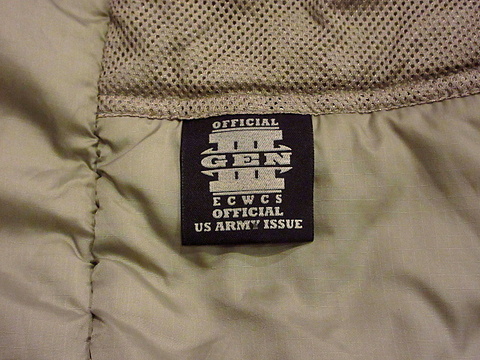 OFFICIAL
III
GEN
ECWCS
OFFICIAL
US ARMY ISSUE